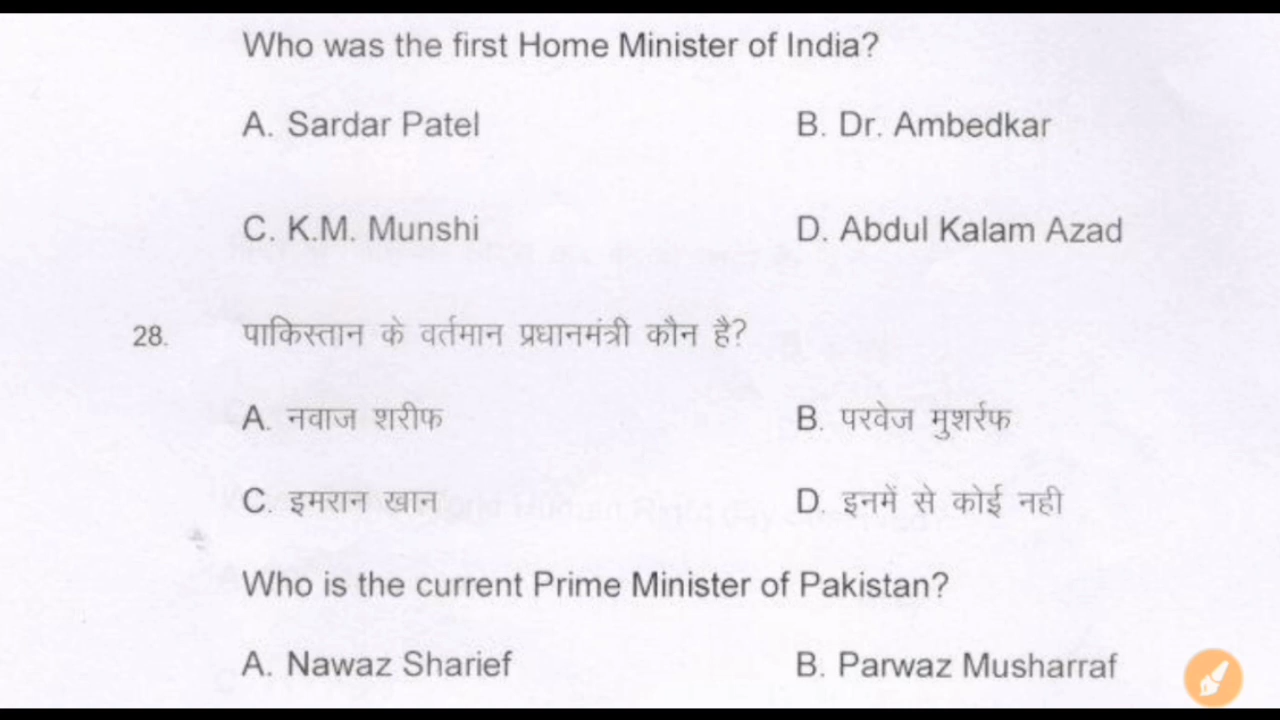 Who was the first Home Minister of India?
A. Sardar Patel B. Dr. Ambedkar
C. K.M. Munshi D. Abdul Kalam Azad
28. पाकिस्तान के वर्तमान प्रधानमंत्री कौन है?
A. नवाज शरीफ B. परवेज मुशर्रफ
C. इमरान खान D. इनमें से कोई नही
Who is the current Prime Minister of Pakistan?
A. Nawaz Sharief B. Parwaz Musharraf